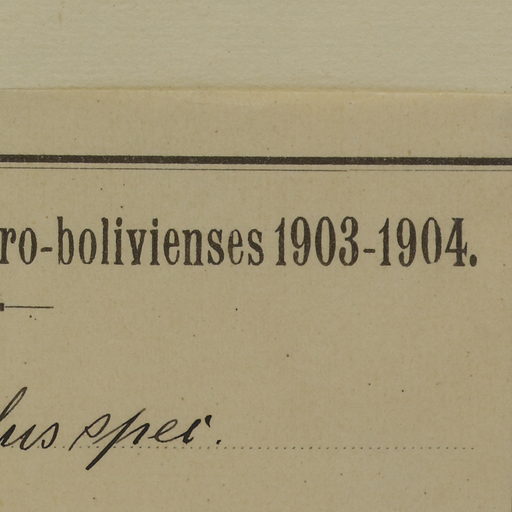 ro-bolivienses 1903-1904.
lus spec.